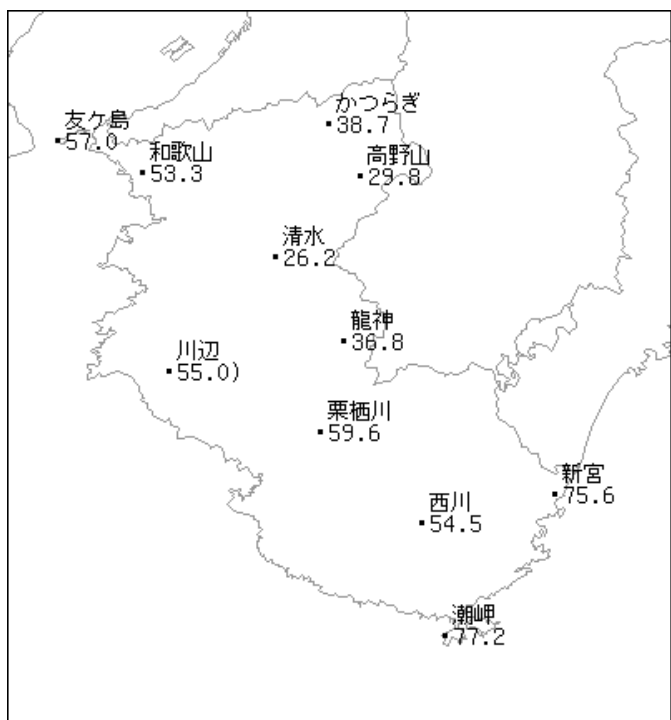 かつらぎ
38.7
友ケ島
57.0
和歌山
53.3
高野山
29.8
清水
26.2
龍神
36.8
川辺
55.0)
栗栖川
59.6
新宮
75.6
西川
54.5
潮岬
77.2